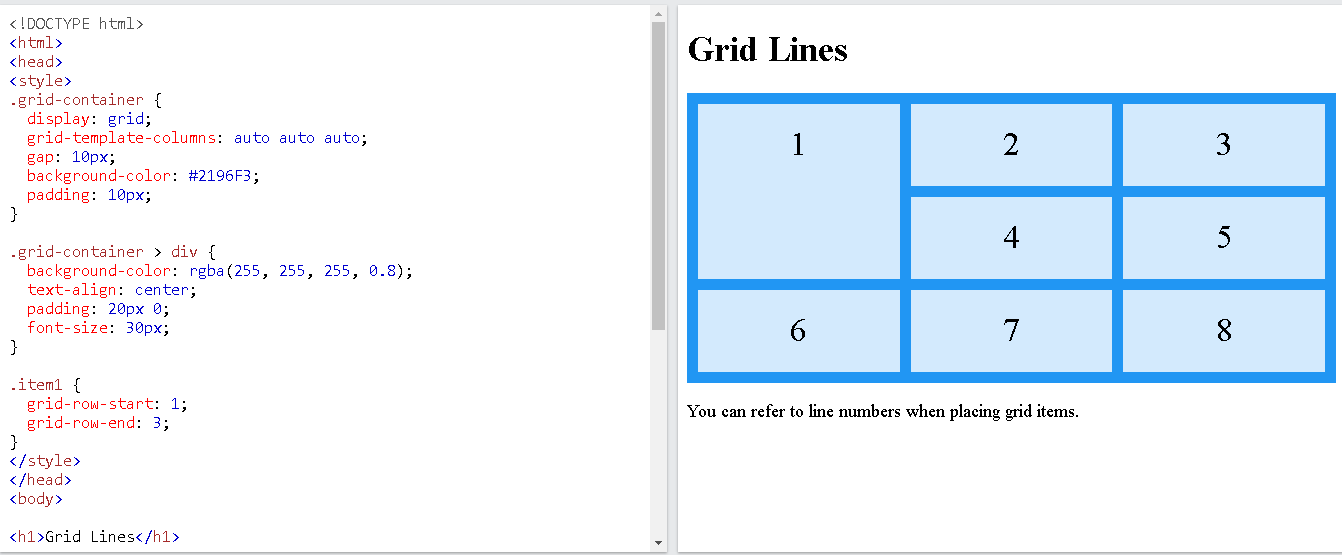 <!DOCTYPE html>
<html>
<head>
<style>
.grid-container {
  display: grid;
  grid-template-columns: auto auto auto;
  gap: 10px;
  background-color: #2196F3;
  padding: 10px;
}

.grid-container > div {
  background-color: rgba(255, 255, 255, 0.8);
  text-align: center;
  padding: 20px 0;
  font-size: 30px;
}

.item1 {
  grid-row-start: 1;
  grid-row-end: 3;
}
</style>
</head>
<body>

<h1>Grid Lines</h1>
Grid Lines
1 2 3
4 5
6 7 8
You can refer to line numbers when placing grid items.